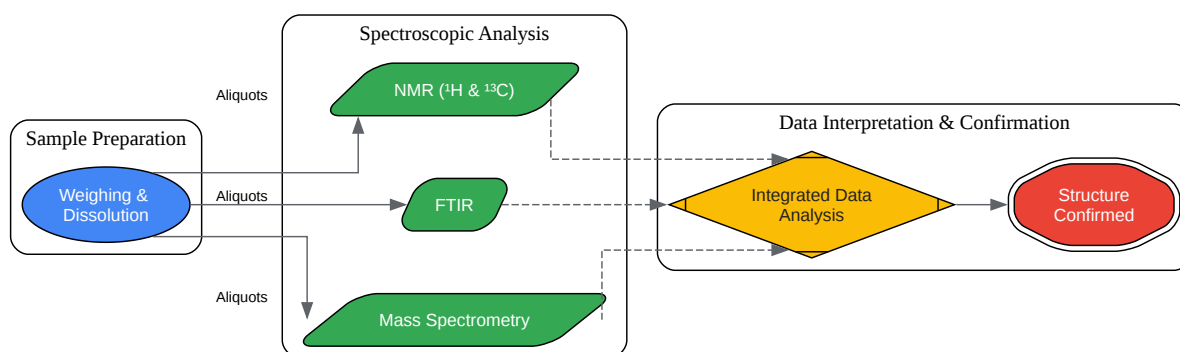 Sample Preparation
Weighing &
Dissolution
Aliquots
Aliquots
Aliquots
Spectroscopic Analysis
NMR (¹H & ¹³C)
FTIR
Mass Spectrometry
Data Interpretation & Confirmation
Integrated Data
Analysis
Structure
Confirmed